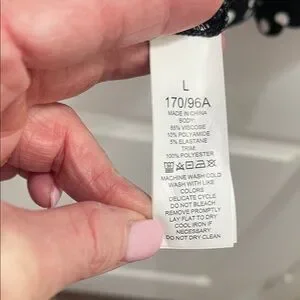 L
170/96A
MADE IN CHINA
BODY:
85% VISCOSE
10% POLYAMIDE
5% ELASTANE
TRIM:
100% POLYESTER
MACHINE WASH COLD
WASH WITH LIKE
COLORS
DELICATE CYCLE
DO NOT BLEACH
REMOVE PROMPTLY
LAY FLAT TO DRY
COOL IRON IF
NECESSARY
DO NOT DRY CLEAN